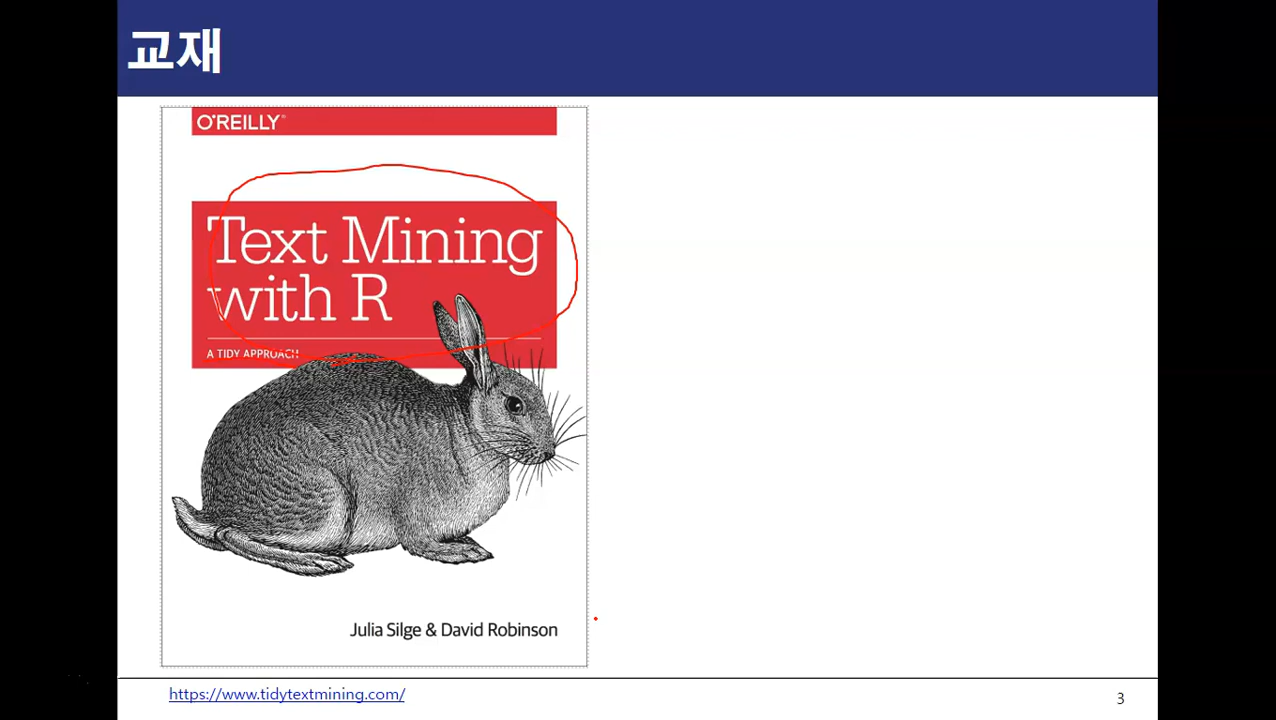 교재
O'REILLY®
Text Mining
with R
A TIDY APPROACH
Julia Silge & David Robinson
https://www.tidytextmining.com/
3